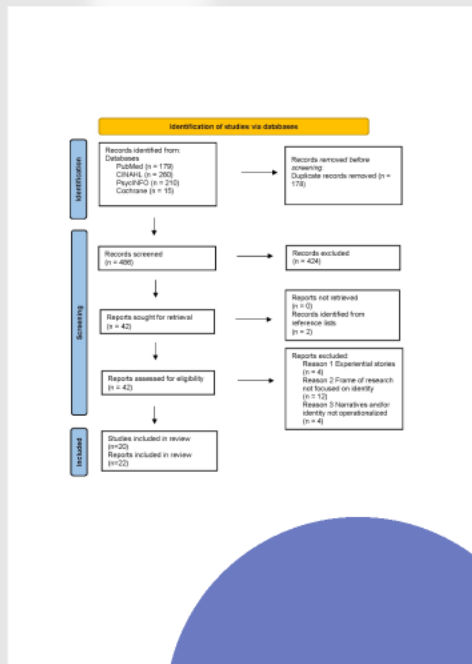 Identification of studies via databases
Identification
Records identified from:
Databases
PubMed (n = 179)
CINAHL (n = 260)
PsycINFO (n = 210)
Cochrane (n = 15)
Records removed before
screening:
Duplicate records removed (n =
178)
Screening
Records screened
(n = 486)
Records excluded
(n = 424)
Reports sought for retrieval
(n = 42)
Reports not retrieved
(n = 0)
Records identified from
reference lists
(n = 2)
Reports assessed for eligibility
(n = 42)
Reports excluded:
Reason 1 Experiential stories
(n = 4)
Reason 2 Frame of research
not focused on identity
(n = 12)
Reason 3 Narratives and/or
identity not operationalized
(n = 4)
Included
Studies included in review
(n=20)
Reports included in review
(n=22)